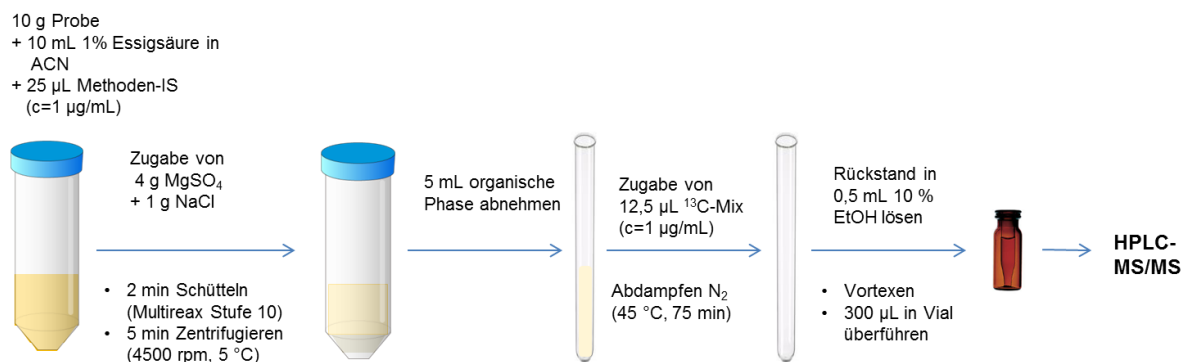 10 g Probe
+ 10 mL 1% Essigsäure in
ACN
+ 25 µL Methoden-IS
(c=1 µg/mL)
Zugabe von
4 g MgSO₄
+ 1 g NaCl
• 2 min Schütteln
(Multireax Stufe 10)
• 5 min Zentrifugieren
(4500 rpm, 5 °C)
5 mL organische
Phase abnehmen
Zugabe von
12,5 µL ¹³C-Mix
(c=1 µg/mL)
Abdampfen N₂
(45 °C, 75 min)
Rückstand in
0,5 mL 10 %
EtOH lösen
• Vortexen
• 300 µL in Vial
überführen
HPLC-
MS/MS